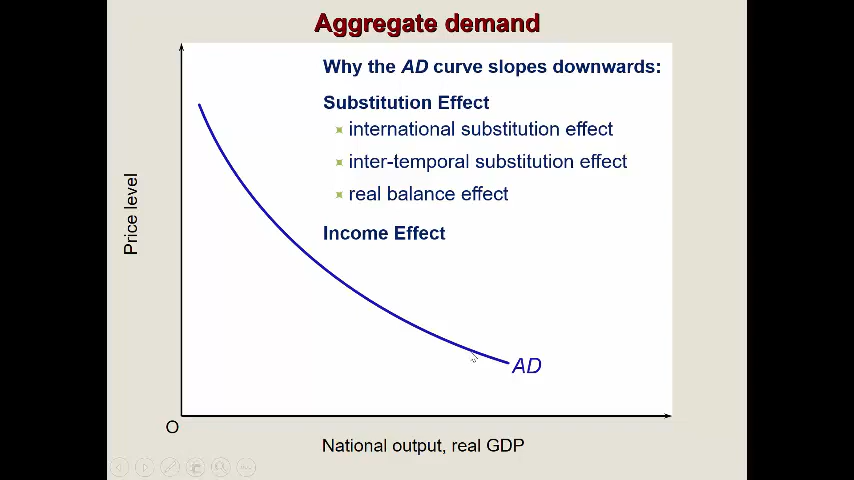 Aggregate demand
Why the AD curve slopes downwards:
Substitution Effect
international substitution effect
inter-temporal substitution effect
real balance effect
Income Effect
Price level
AD
O
National output, real GDP